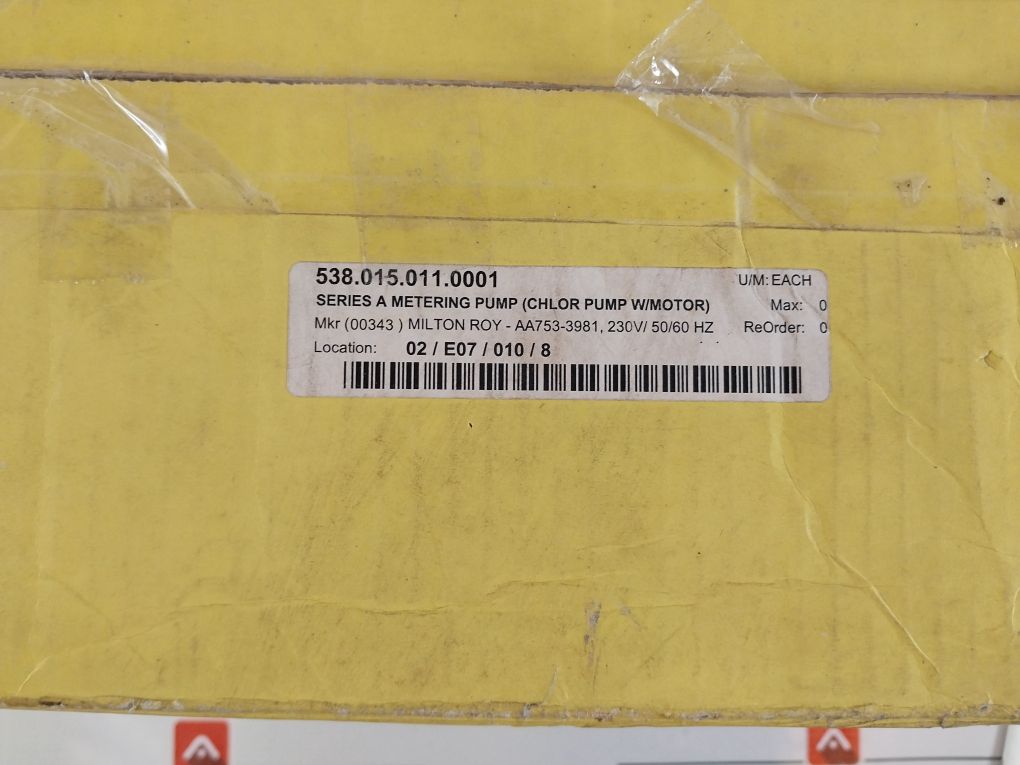 538.015.011.0001 U/M: EACH
SERIES A METERING PUMP (CHLOR PUMP W/MOTOR) Max: 0
Mkr (00343 ) MILTON ROY - AA753-3981, 230V/ 50/60 HZ ReOrder: 0
Location: 02 / E07 / 010 / 8